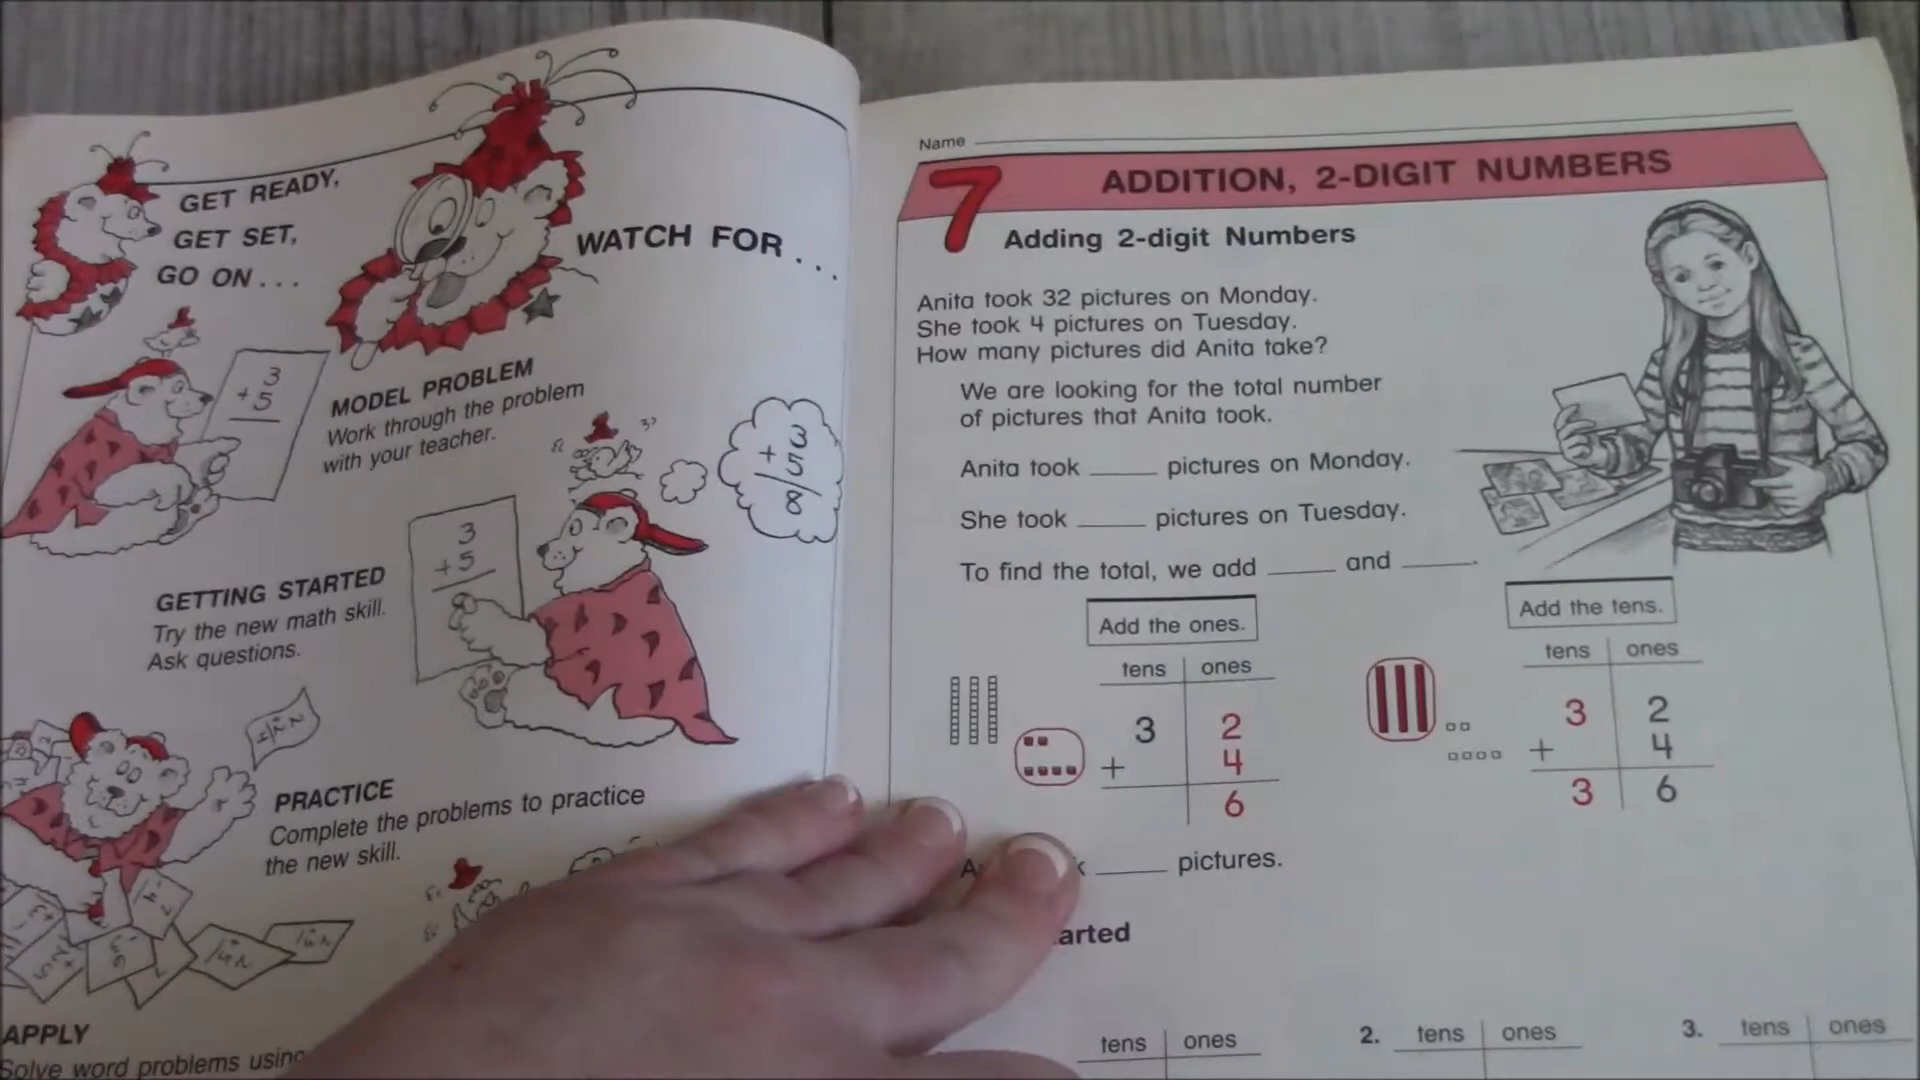 GET READY,
GET SET,
GO ON . . .
WATCH FOR . . .
3
+ 5
MODEL PROBLEM
Work through the problem
with your teacher.
3
+ 5
8
3
+ 5
GETTING STARTED
Try the new math skill.
Ask questions.
PRACTICE
Complete the problems to practice
the new skill.
APPLY
Solve word problems using
Name
7 ADDITION, 2-DIGIT NUMBERS
Adding 2-digit Numbers
Anita took 32 pictures on Monday.
She took 4 pictures on Tuesday.
How many pictures did Anita take?
We are looking for the total number
of pictures that Anita took.
Anita took ____ pictures on Monday.
She took ____ pictures on Tuesday.
To find the total, we add ____ and ____.
Add the ones.
tens ones
3 2
+ 4
6
Add the tens.
tens ones
3 2
+ 4
3 6
____ pictures.
arted
tens ones
2. tens ones
3. tens ones